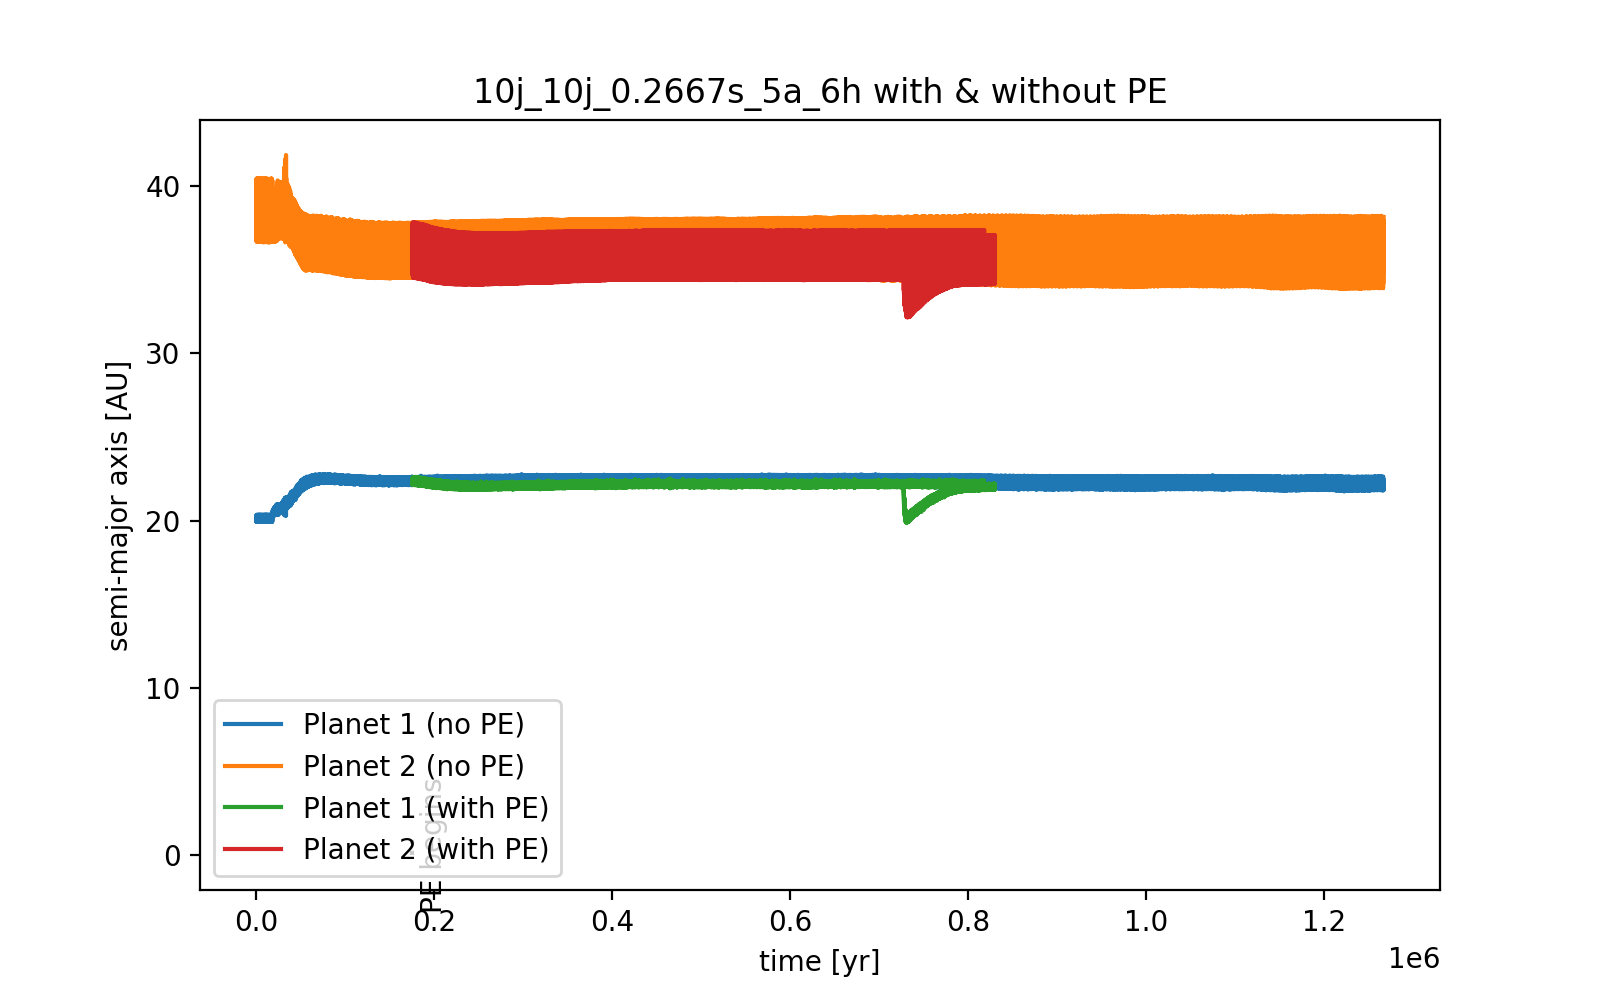 10j_10j_0.2667s_5a_6h with & without PE
semi-major axis [AU]
40
30
20
10
0
Planet 1 (no PE)
Planet 2 (no PE)
Planet 1 (with PE)
Planet 2 (with PE)
PE begins
0.0 0.2 0.4 0.6 0.8 1.0 1.2
time [yr]
1e6